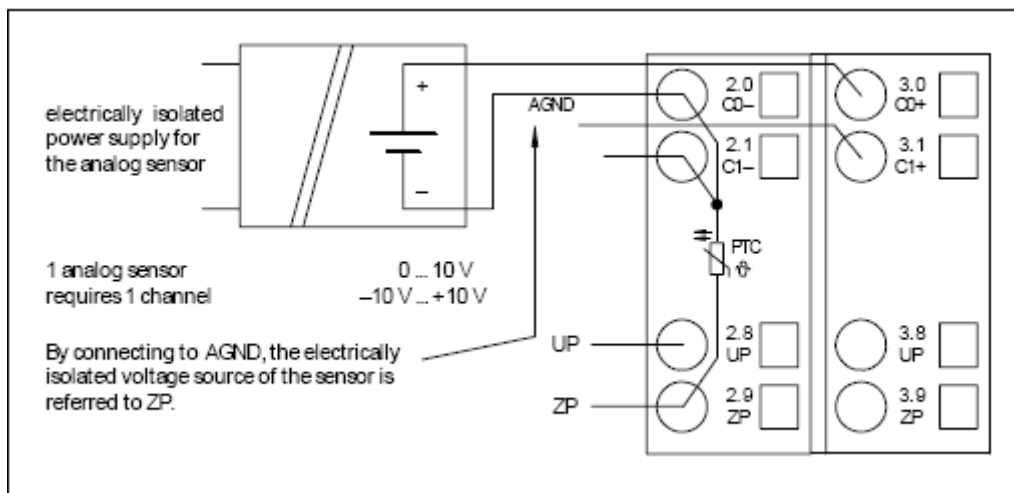 electrically isolated
power supply for
the analog sensor
+
–
AGND
2.0
C0–
3.0
C0+
2.1
C1–
3.1
C1+
PTC
ϑ
1 analog sensor 0 ... 10 V
requires 1 channel –10 V ... +10 V
By connecting to AGND, the electrically
isolated voltage source of the sensor is
referred to ZP.
UP
2.8
UP
3.8
UP
ZP
2.9
ZP
3.9
ZP